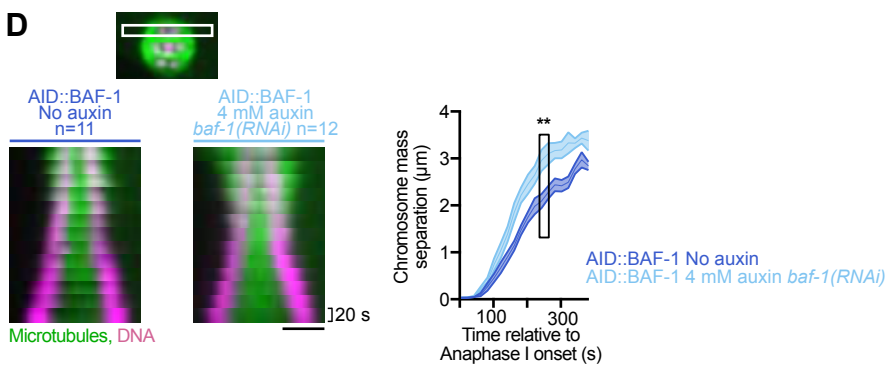 D
AID::BAF-1
No auxin
n=11
AID::BAF-1
4 mM auxin
baf-1(RNAi) n=12
20 s
Microtubules, DNA
4
3
2
1
0
Chromosome mass
separation (μm)
**
100
300
Time relative to
Anaphase I onset (s)
AID::BAF-1 No auxin
AID::BAF-1 4 mM auxin baf-1(RNAi)